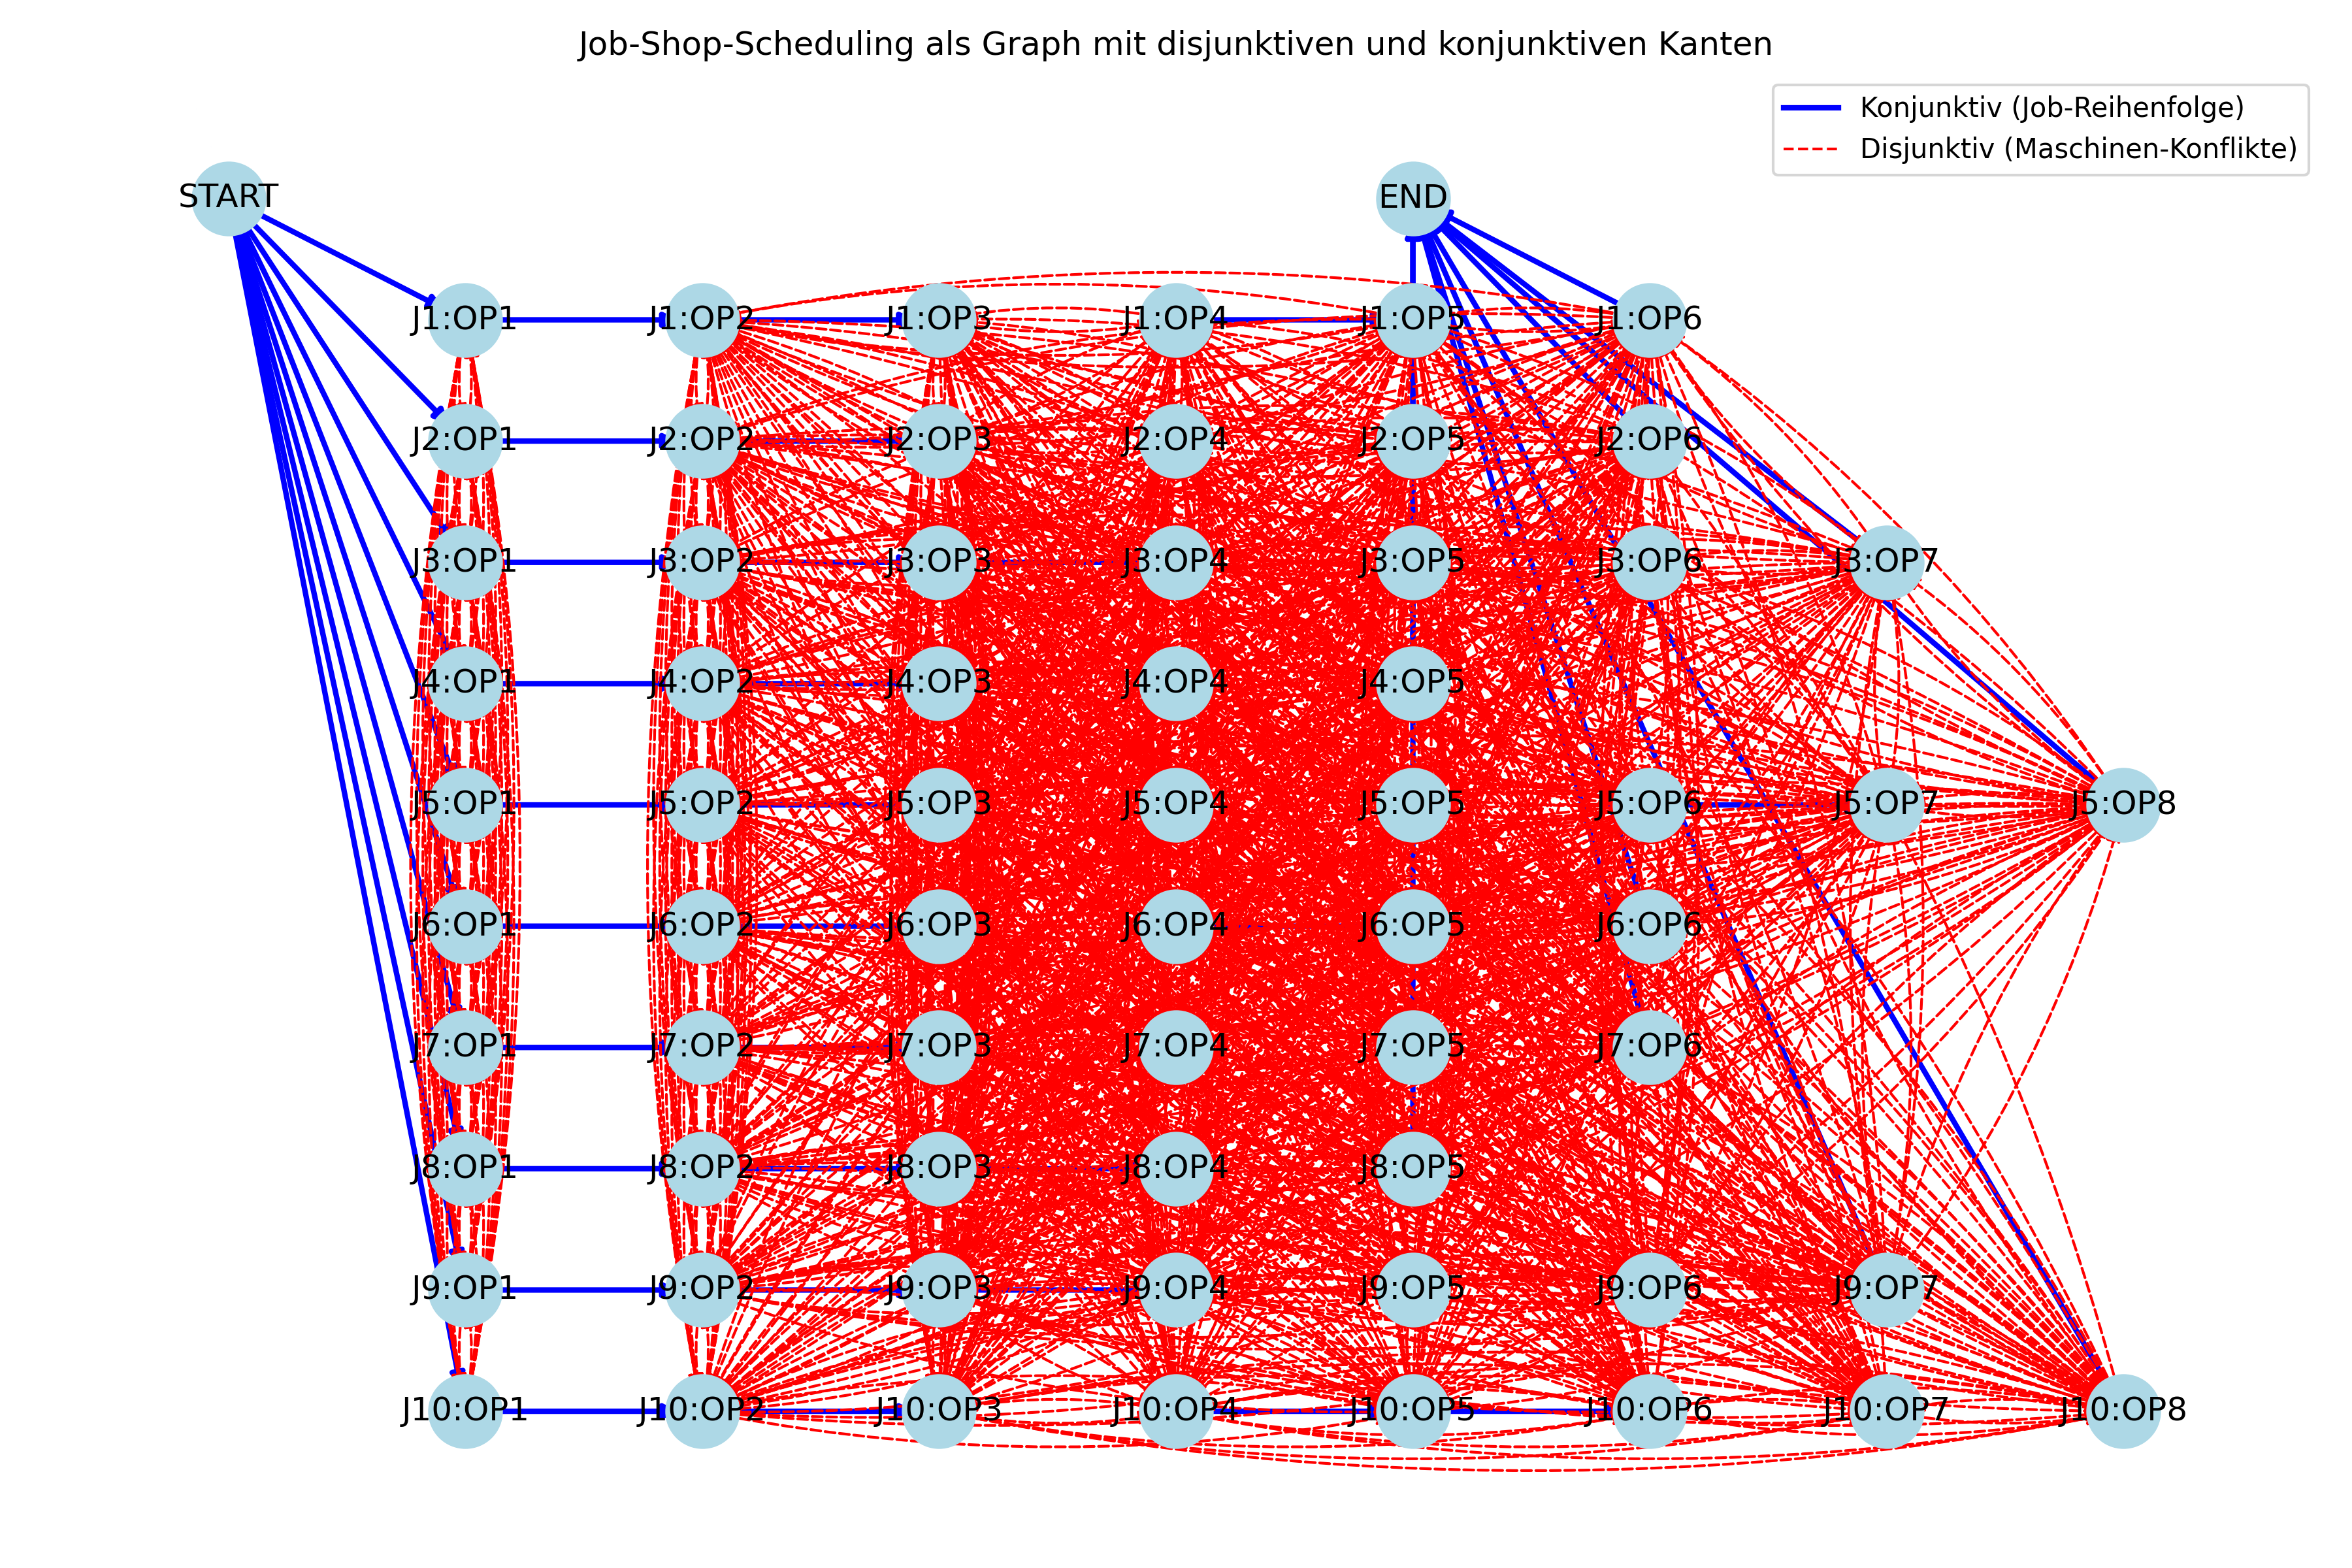 Job-Shop-Scheduling als Graph mit disjunktiven und konjunktiven Kanten
Konjunktiv (Job-Reihenfolge)
Disjunktiv (Maschinen-Konflikte)
START END
J1:OP1 J1:OP2 J1:OP3 J1:OP4 J1:OP5 J1:OP6
J2:OP1 J2:OP2 J2:OP3 J2:OP4 J2:OP5 J2:OP6
J3:OP1 J3:OP2 J3:OP3 J3:OP4 J3:OP5 J3:OP6 J3:OP7
J4:OP1 J4:OP2 J4:OP3 J4:OP4 J4:OP5
J5:OP1 J5:OP2 J5:OP3 J5:OP4 J5:OP5 J5:OP6 J5:OP7 J5:OP8
J6:OP1 J6:OP2 J6:OP3 J6:OP4 J6:OP5 J6:OP6
J7:OP1 J7:OP2 J7:OP3 J7:OP4 J7:OP5 J7:OP6
J8:OP1 J8:OP2 J8:OP3 J8:OP4 J8:OP5
J9:OP1 J9:OP2 J9:OP3 J9:OP4 J9:OP5 J9:OP6 J9:OP7
J10:OP1 J10:OP2 J10:OP3 J10:OP4 J10:OP5 J10:OP6 J10:OP7 J10:OP8